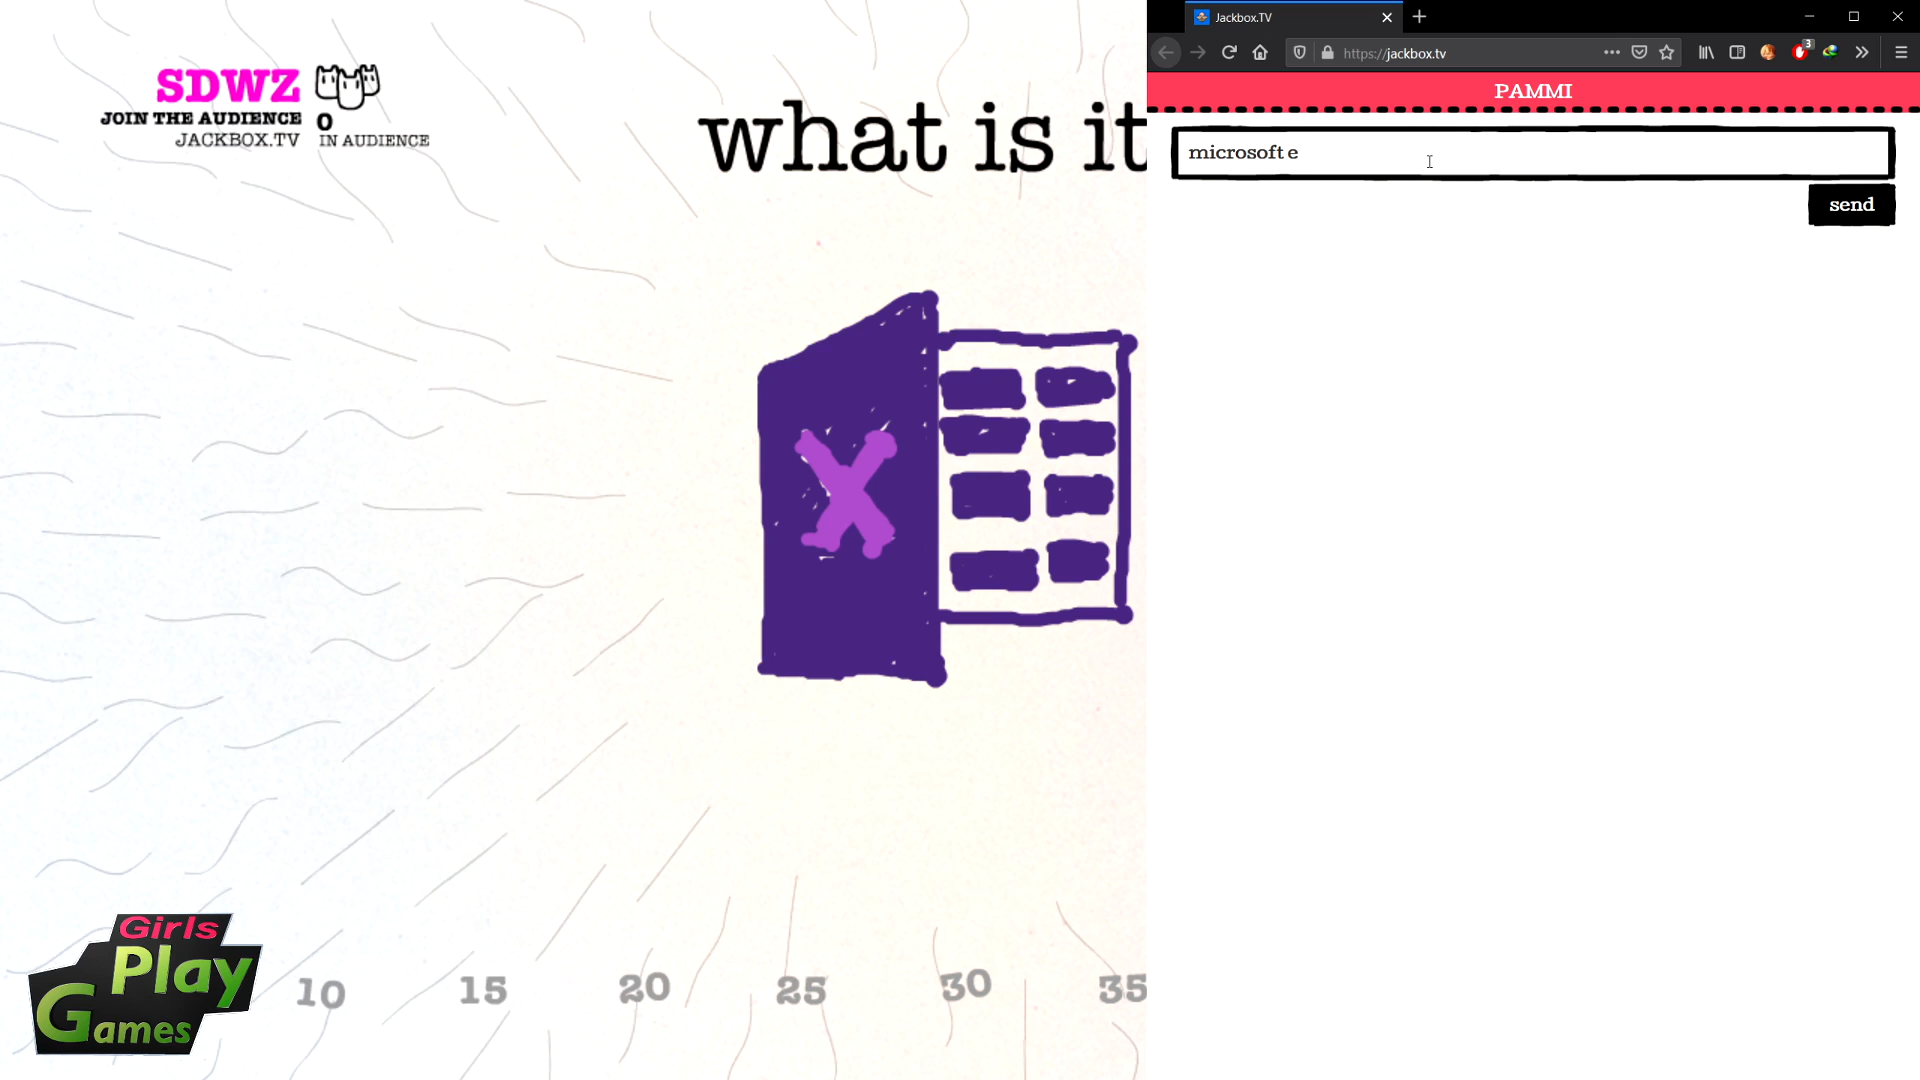 SDWZ
JOIN THE AUDIENCE
JACKBOX.TV
0
IN AUDIENCE
what is it
X
Girls
Play
Games
10 15 20 25 30 35
Jackbox.TV
https://jackbox.tv
3
PAMMI
microsoft e
send